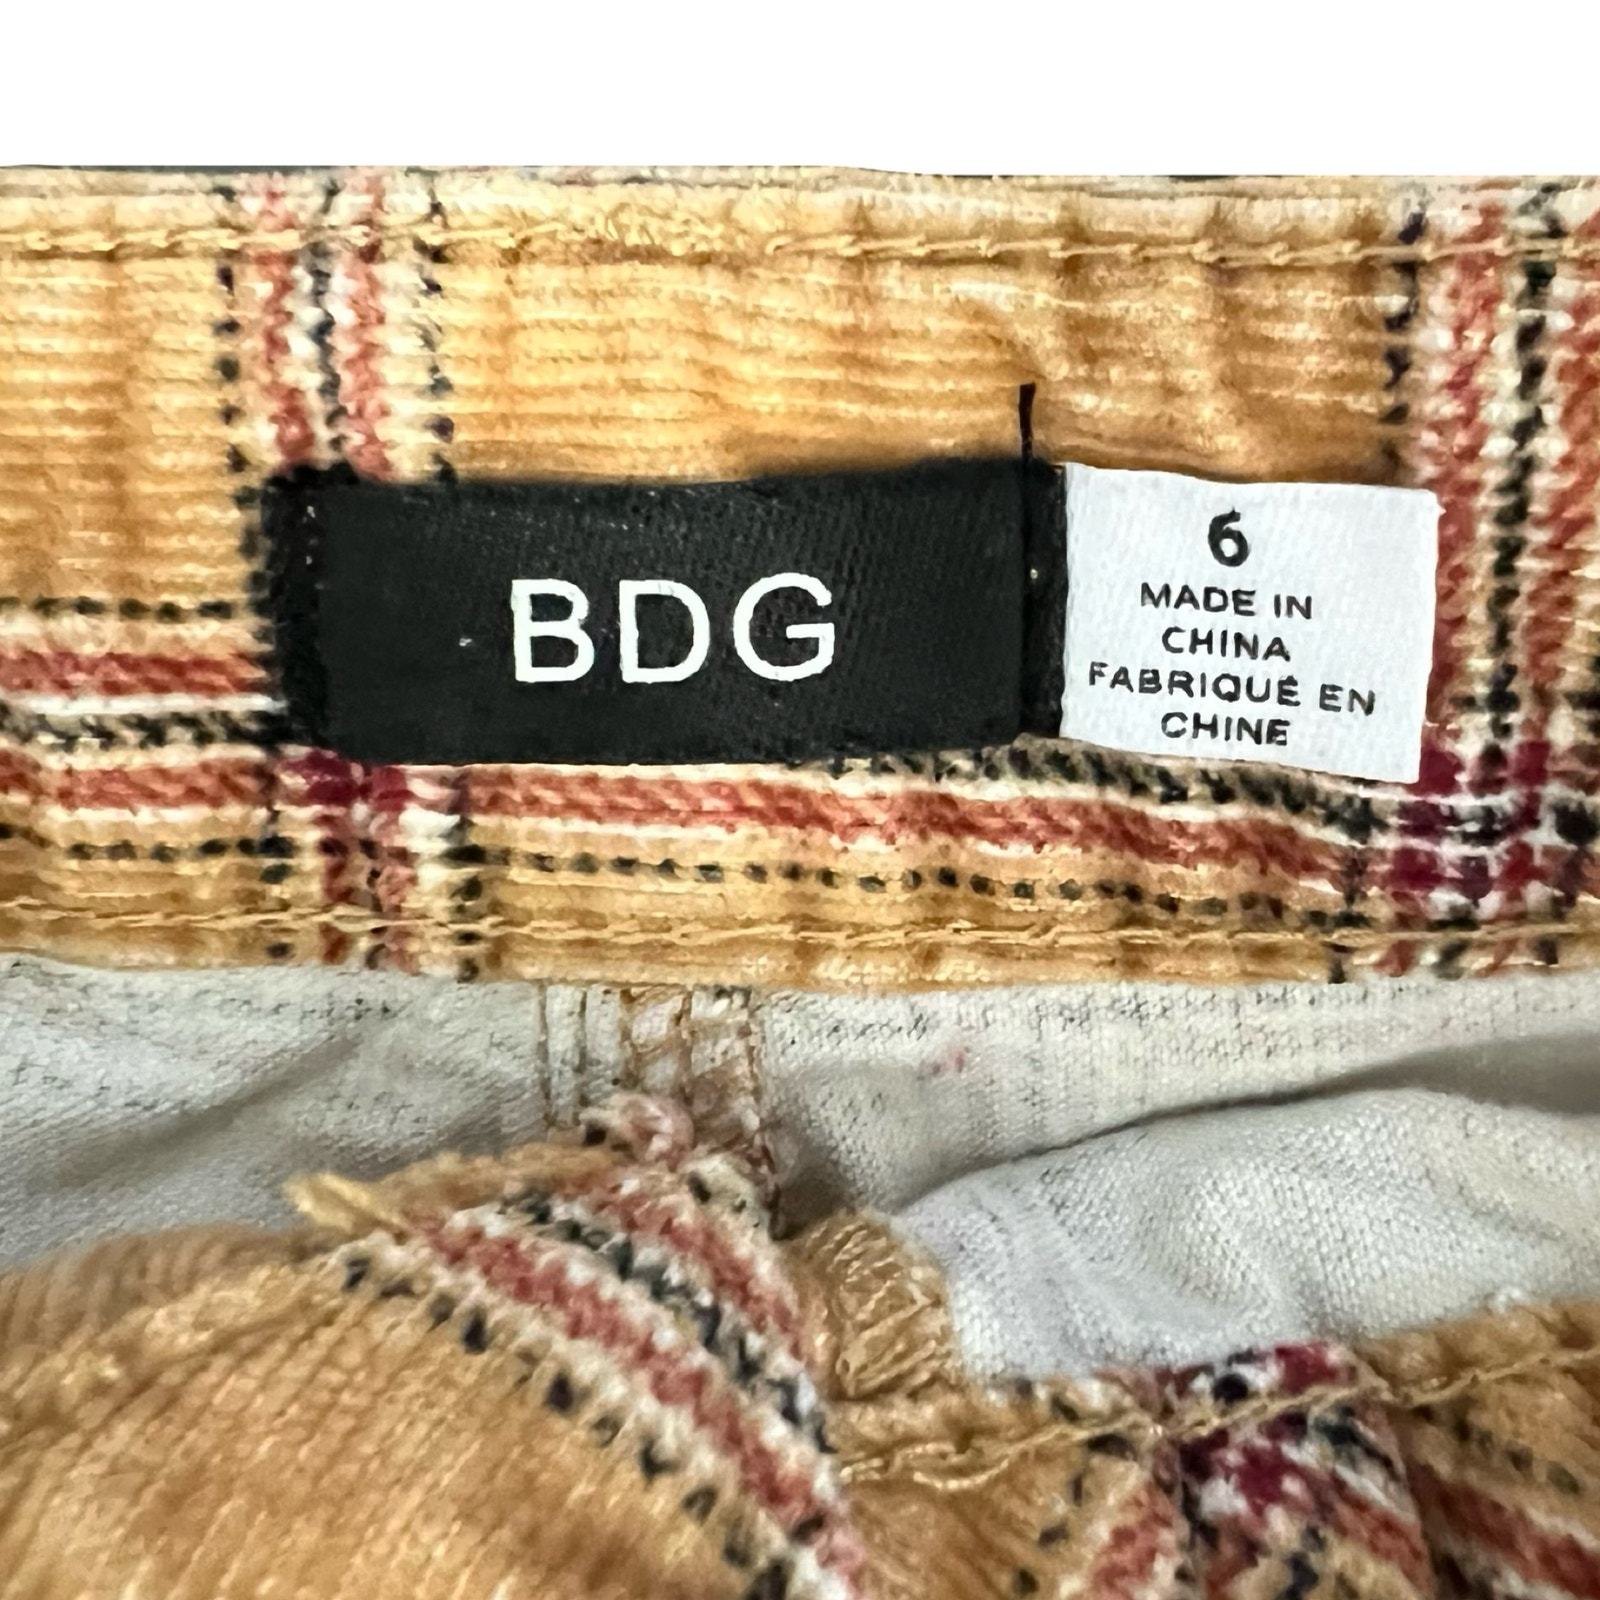 BDG
6
MADE IN
CHINA
FABRIQUÉ EN
CHINE